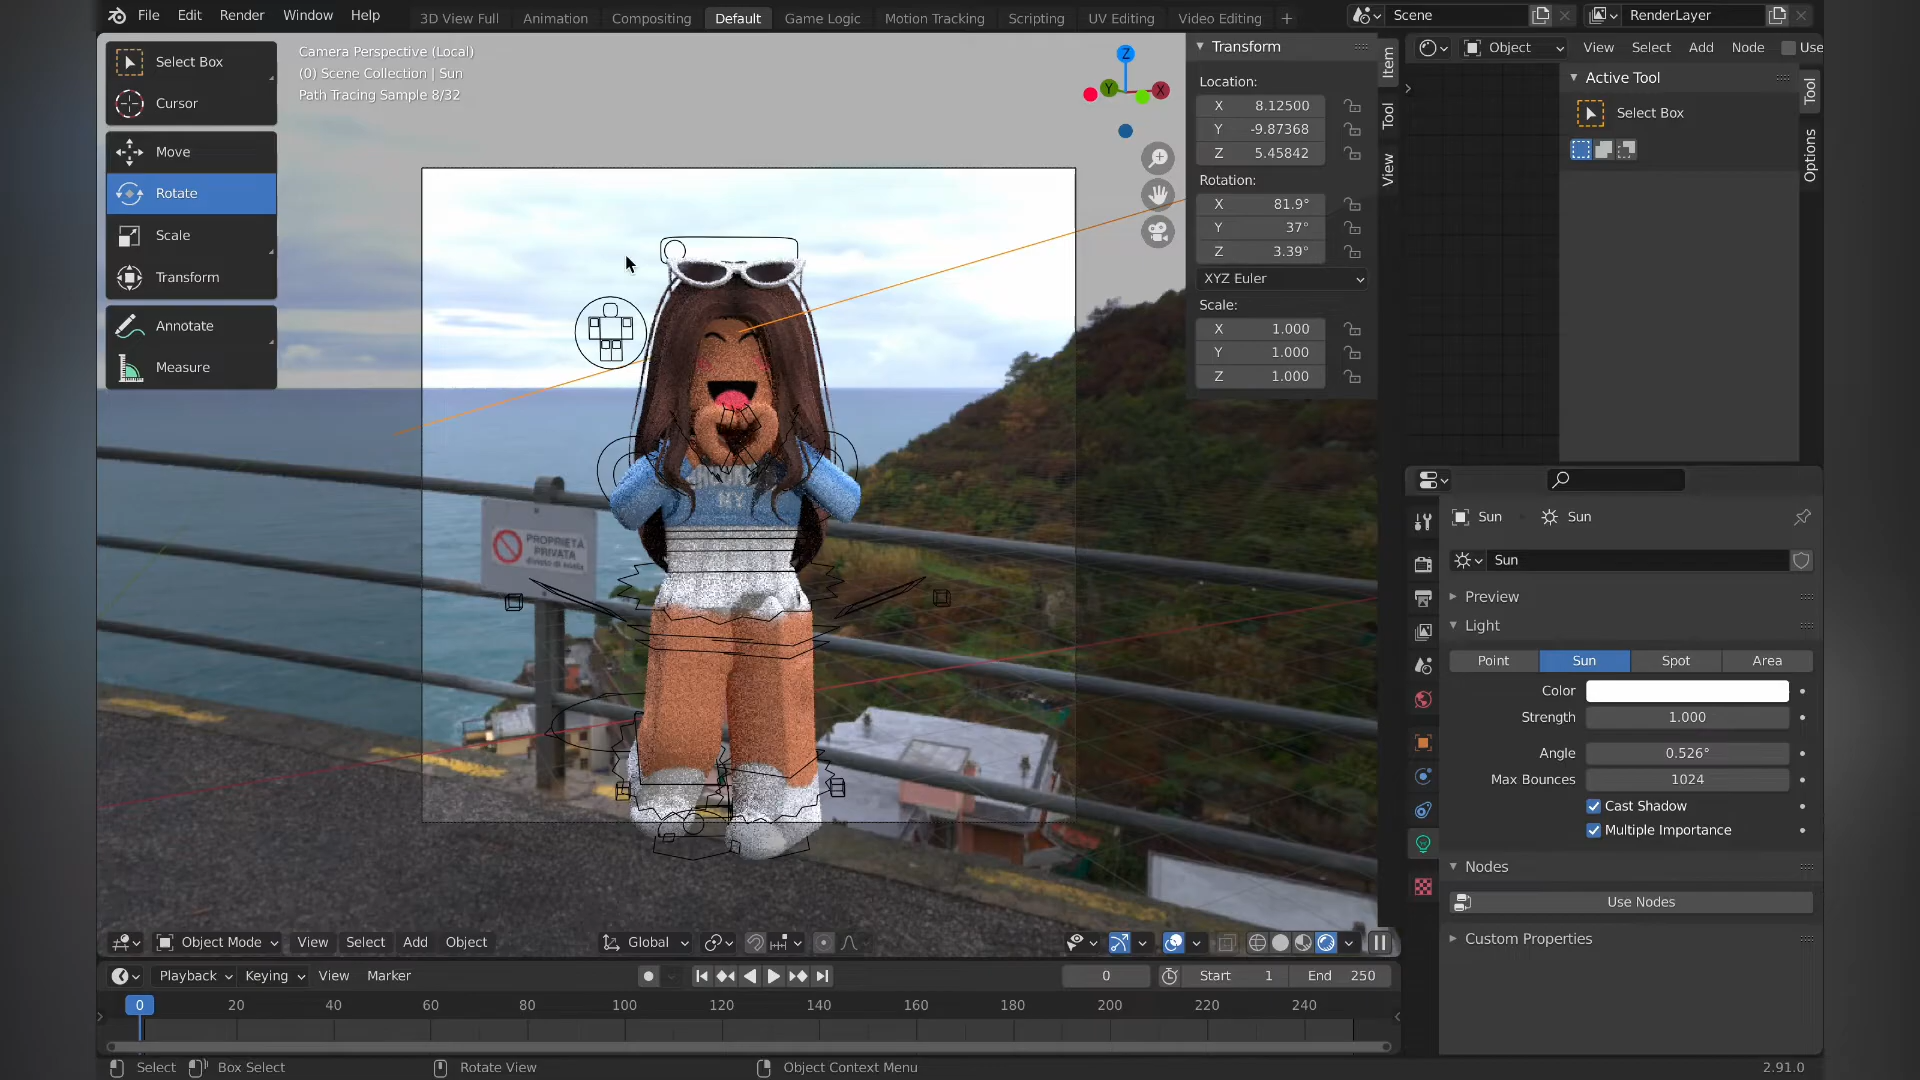 File Edit Render Window Help 3D View Full Animation Compositing Default Game Logic Motion Tracking Scripting UV Editing Video Editing + Scene RenderLayer
Select Box
Cursor
Move
Rotate
Scale
Transform
Annotate
Measure
Camera Perspective (Local)
(0) Scene Collection | Sun
Path Tracing Sample 8/32
Z
Y
X
PROPRIETÀ
PRIVATA
NY
Transform
Location:
X 8.12500
Y -9.87368
Z 5.45842
Rotation:
X 81.9°
Y 37°
Z 3.39°
XYZ Euler
Scale:
X 1.000
Y 1.000
Z 1.000
Item
Tool
View
Object View Select Add Node Use
Active Tool
Select Box
Tool
Options
Sun Sun
Sun
Preview
Light
Point Sun Spot Area
Color
Strength 1.000
Angle 0.526°
Max Bounces 1024
Cast Shadow
Multiple Importance
Nodes
Use Nodes
Custom Properties
Object Mode View Select Add Object Global
Playback Keying View Marker 0 Start 1 End 250
0 20 40 60 80 100 120 140 160 180 200 220 240
Select Box Select Rotate View Object Context Menu 2.91.0